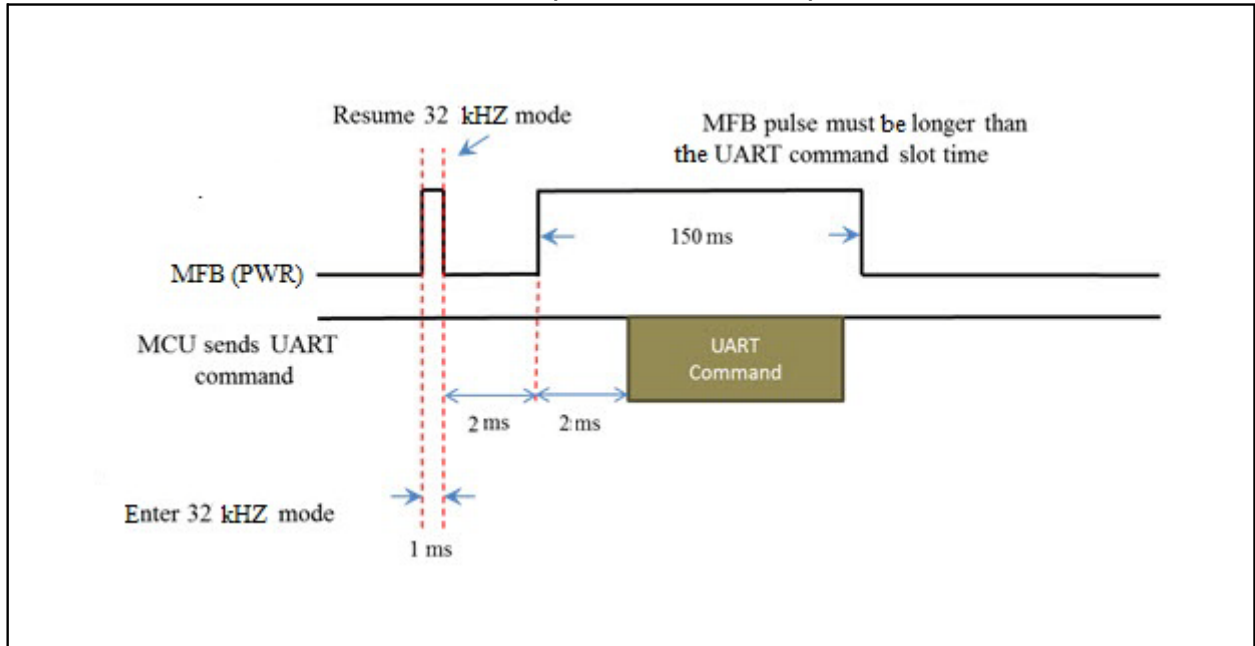 Resume 32 kHZ mode
MFB pulse must be longer than
the UART command slot time
150 ms
MFB (PWR)
MCU sends UART
command
UART
Command
2 ms
2 ms
Enter 32 kHZ mode
1 ms